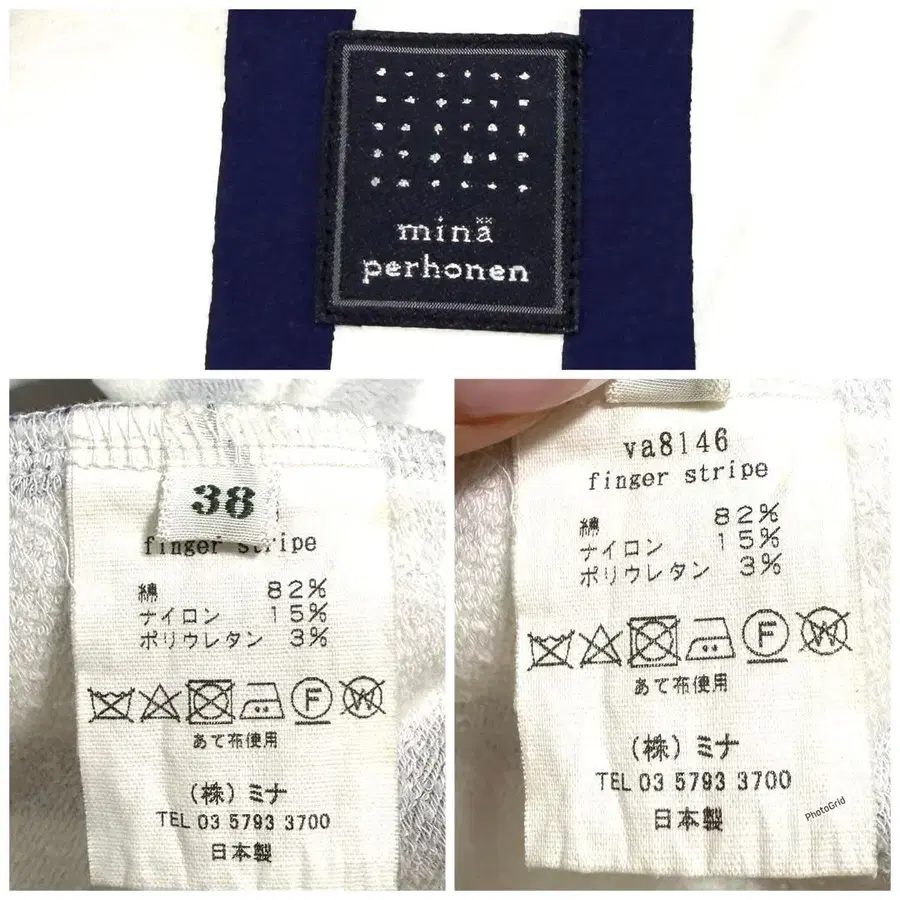 minä
perhonen
38
finger stripe
綿 82%
ナイロン 15%
ポリウレタン 3%
F
W
あて布使用
(株)ミナ
TEL 03 5793 3700
日本製
va8146
finger stripe
綿 82%
ナイロン 15%
ポリウレタン 3%
F
W
あて布使用
(株)ミナ
TEL 03 5793 3700
日本製
PhotoGrid